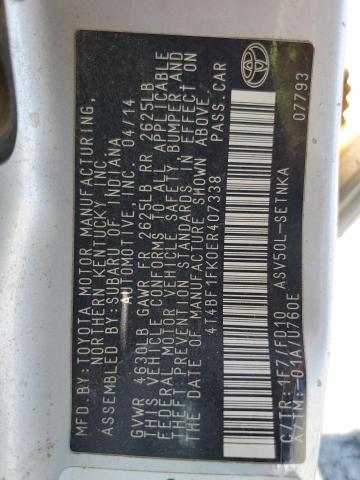 MFD BY: TOYOTA MOTOR MANUFACTURING,
NORTHERN KENTUCKY, INC.
ASSEMBLED BY: SUBARU OF INDIANA
AUTOMOTIVE, INC. 04/14
GVWR 4630LB GAWR FR 2625LB RR 2625LB
THIS VEHICLE CONFORMS TO ALL APPLICABLE
FEDERAL MOTOR VEHICLE SAFETY, BUMPER AND
THEFT PREVENTION STANDARDS IN EFFECT ON
THE DATE OF MANUFACTURE SHOWN ABOVE.
4T4BF1FK0ER407338 PASS.CAR
C/TR:1F7/FD10 ASV50L-SETNKA
A/TM:-01A/U760E 07793
TOYOTA